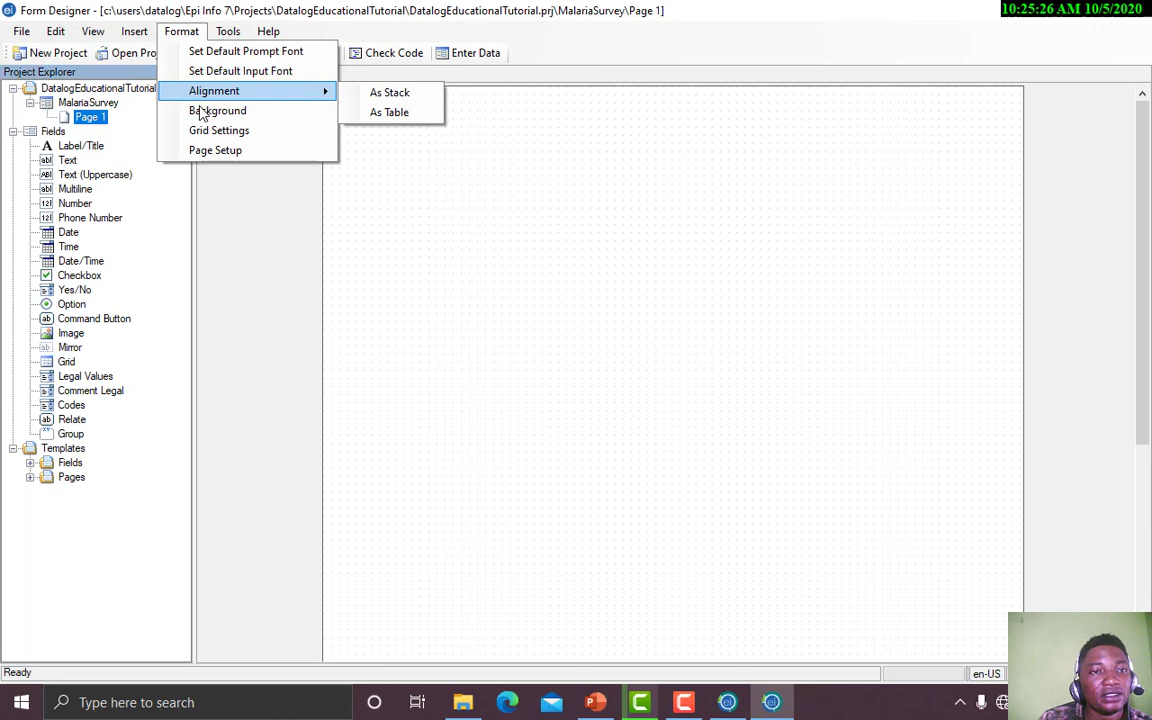 Form Designer - [c:\users\datalog\Epi Info 7\Projects\DatalogEducationalTutorial\DatalogEducationalTutorial.prj\MalariaSurvey\Page 1]
10:25:26 AM 10/5/2020
File Edit View Insert Format Tools Help
New Project Open Proj Check Code Enter Data
Set Default Prompt Font
Set Default Input Font
Alignment
Background
Grid Settings
Page Setup
As Stack
As Table
Project Explorer
DatalogEducationalTutorial
MalariaSurvey
Page 1
Fields
Label/Title
Text
Text (Uppercase)
Multiline
Number
Phone Number
Date
Time
Date/Time
Checkbox
Yes/No
Option
Command Button
Image
Mirror
Grid
Legal Values
Comment Legal
Codes
Relate
Group
Templates
Fields
Pages
Ready
en-US
Type here to search